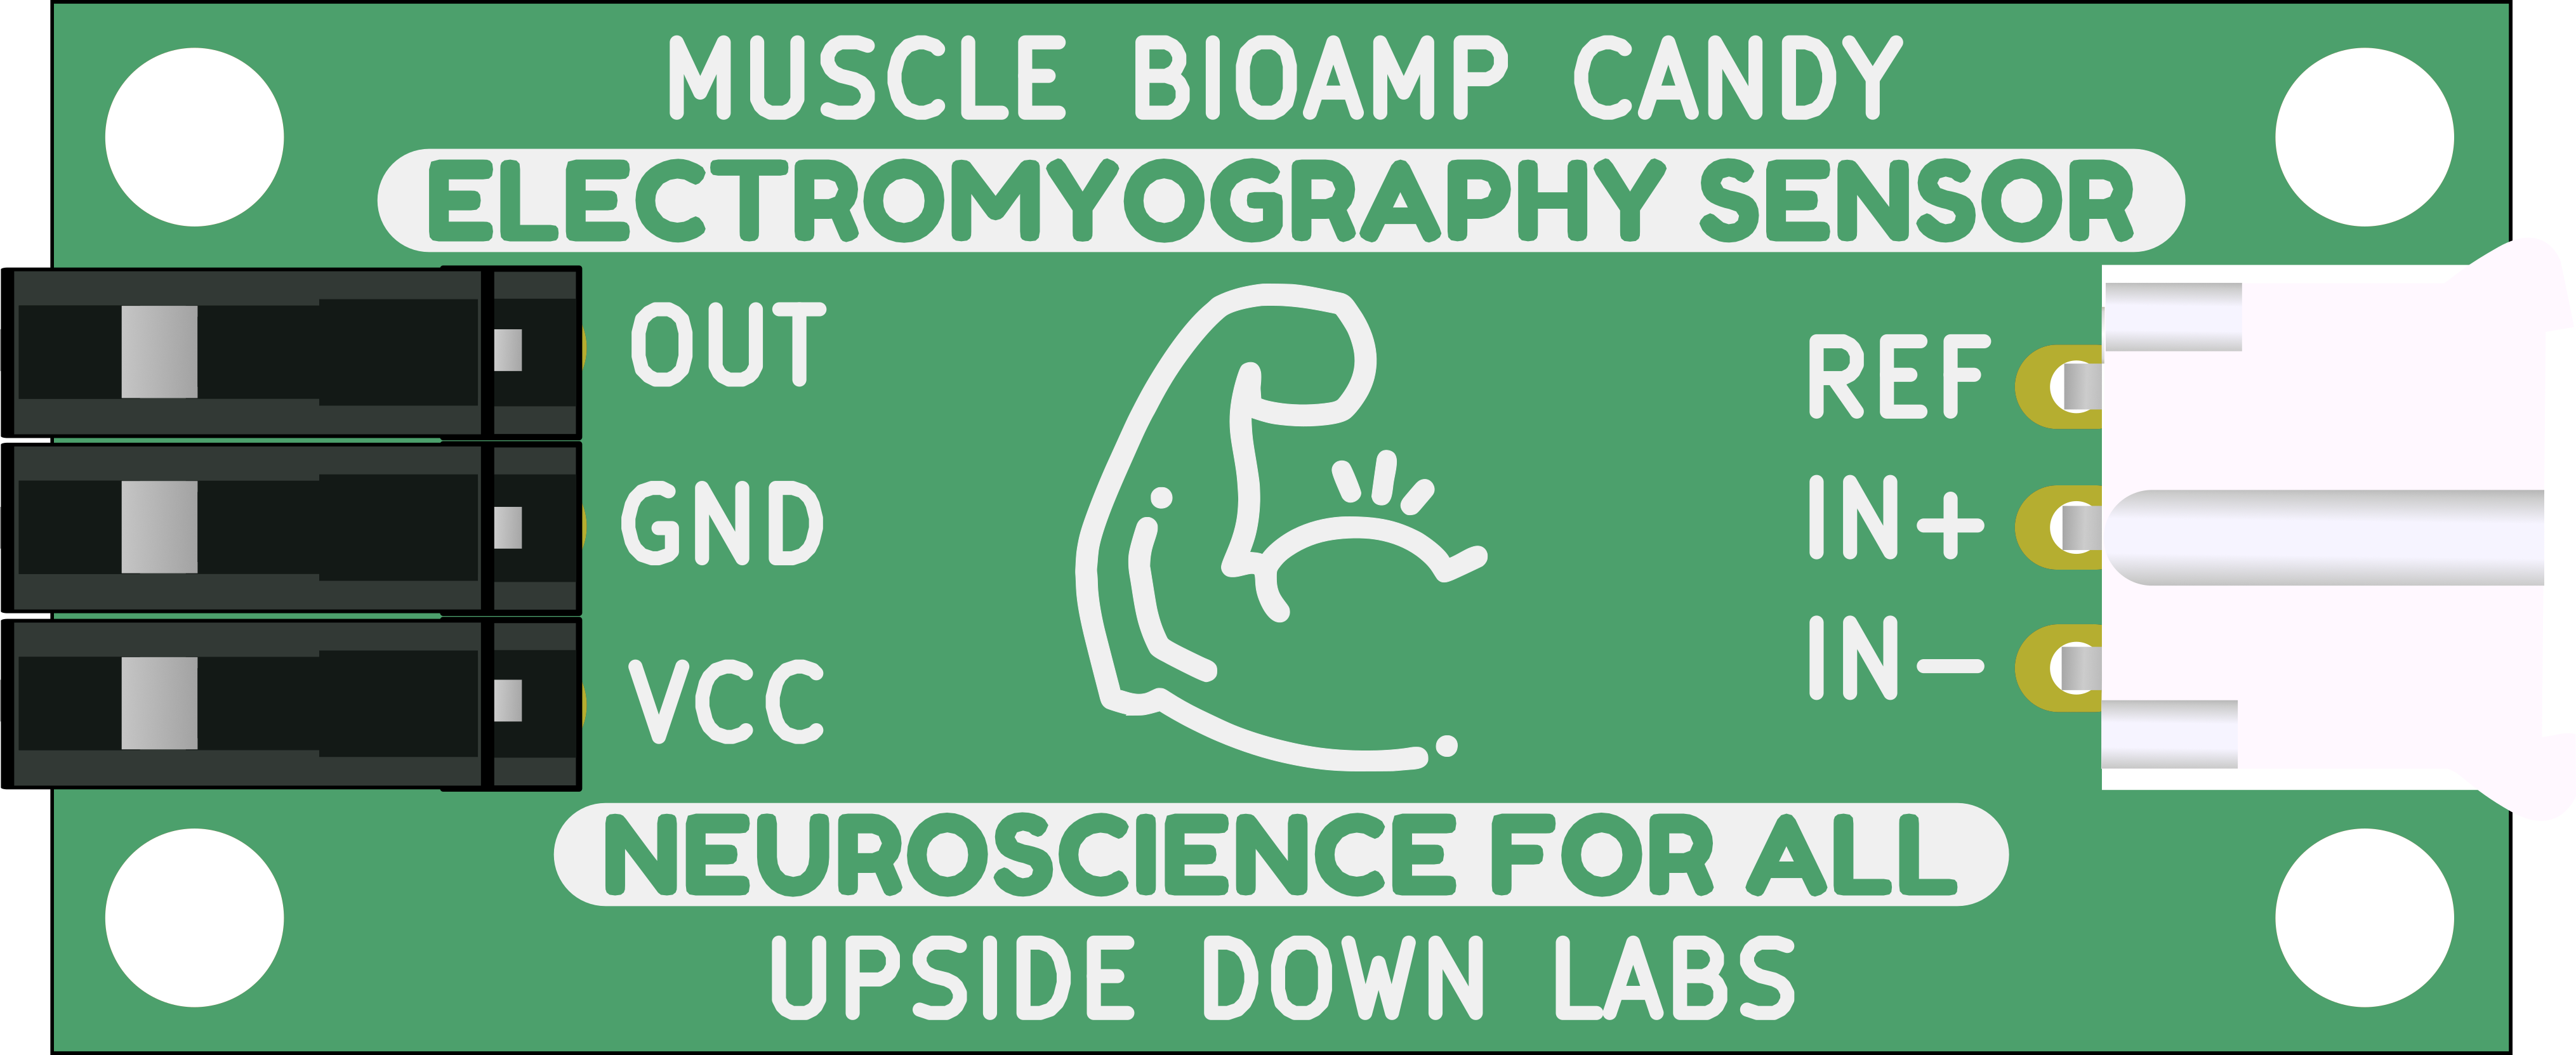 MUSCLE BIOAMP CANDY
ELECTROMYOGRAPHY SENSOR
OUT
GND
VCC
REF
IN+
IN-
NEUROSCIENCE FOR ALL
UPSIDE DOWN LABS